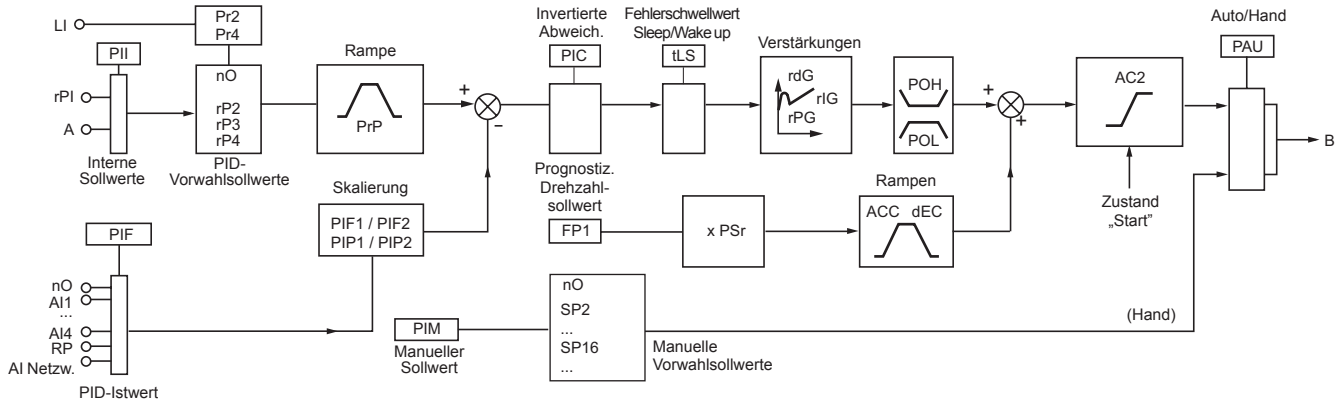 LI
Pr2
Pr4
PII
rPI
A
Interne
Sollwerte
nO
rP2
rP3
rP4
PID-
Vorwahlsollwerte
Rampe
PrP
+
−
Invertierte
Abweich.
PIC
Fehlerschwellwert
Sleep/Wake up
tLS
Verstärkungen
rdG
rIG
rPG
POH
POL
+
+
AC2
Zustand
„Start”
Auto/Hand
PAU
B
Skalierung
PIF1 / PIF2
PIP1 / PIP2
Prognostiz.
Drehzahl-
sollwert
FP1
x PSr
Rampen
ACC dEC
PIF
nO
AI1
...
AI4
RP
AI Netzw.
PID-Istwert
PIM
Manueller
Sollwert
nO
SP2
...
SP16
...
Manuelle
Vorwahlsollwerte
(Hand)